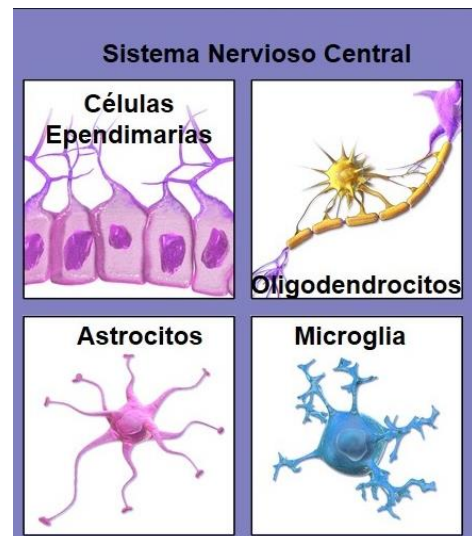 Sistema Nervioso Central
Células
Ependimarias
Oligodendrocitos
Astrocitos
Microglia